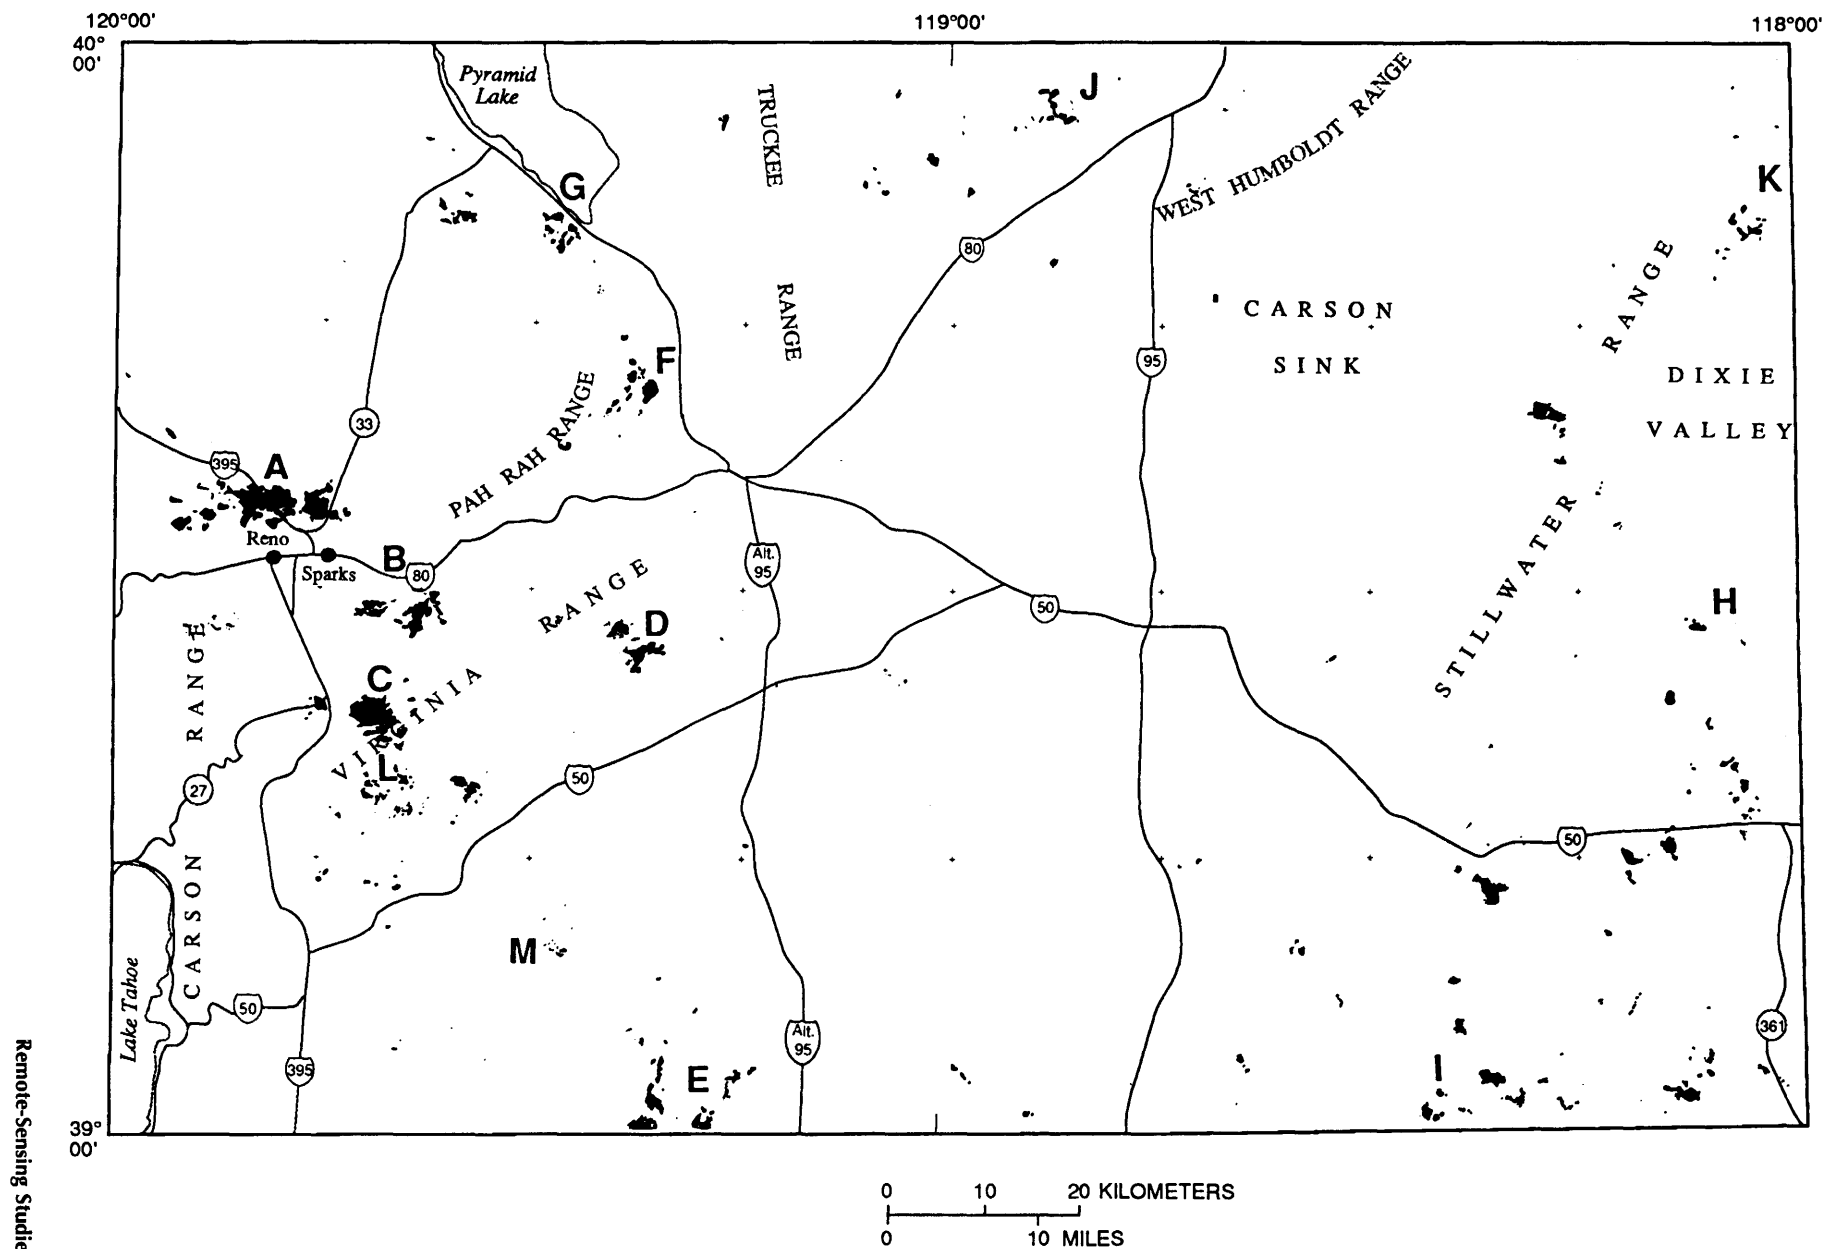 120°00'
119°00'
118°00'
40°
00'
Pyramid
Lake
TRUCKEE
RANGE
J
WEST HUMBOLDT RANGE
K
G
80
CARSON
SINK
RANGE
DIXIE
VALLEY
F
95
33
PAH RAH RANGE
395
A
Reno
Sparks
B
80
Alt.
95
50
STILLWATER
H
RANGE
D
C
VIRGINIA
L
50
27
CARSON RANGE
50
M
Lake Tahoe
50
395
Alt.
95
E
I
361
39°
00'
0 10 20 KILOMETERS
0 10 MILES
Remote-Sensing Studie